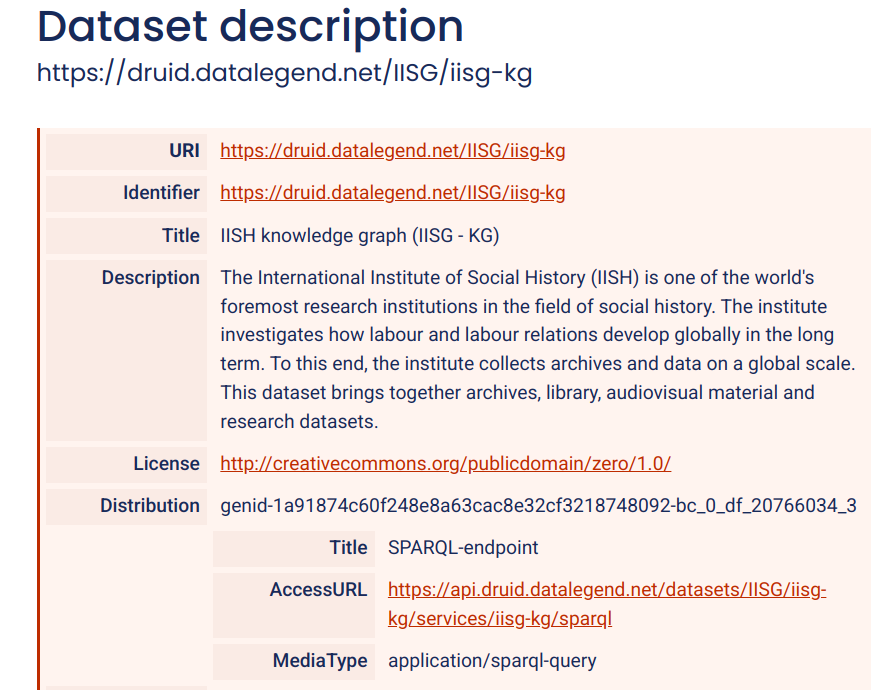 Dataset description
https://druid.datalegend.net/IISG/iisg-kg
URI https://druid.datalegend.net/IISG/iisg-kg
Identifier https://druid.datalegend.net/IISG/iisg-kg
Title IISH knowledge graph (IISG - KG)
Description The International Institute of Social History (IISH) is one of the world's
foremost research institutions in the field of social history. The institute
investigates how labour and labour relations develop globally in the long
term. To this end, the institute collects archives and data on a global scale.
This dataset brings together archives, library, audiovisual material and
research datasets.
License http://creativecommons.org/publicdomain/zero/1.0/
Distribution genid-1a91874c60f248e8a63cac8e32cf3218748092-bc_0_df_20766034_3
Title SPARQL-endpoint
AccessURL https://api.druid.datalegend.net/datasets/IISG/iisg-
kg/services/iisg-kg/sparql
MediaType application/sparql-query